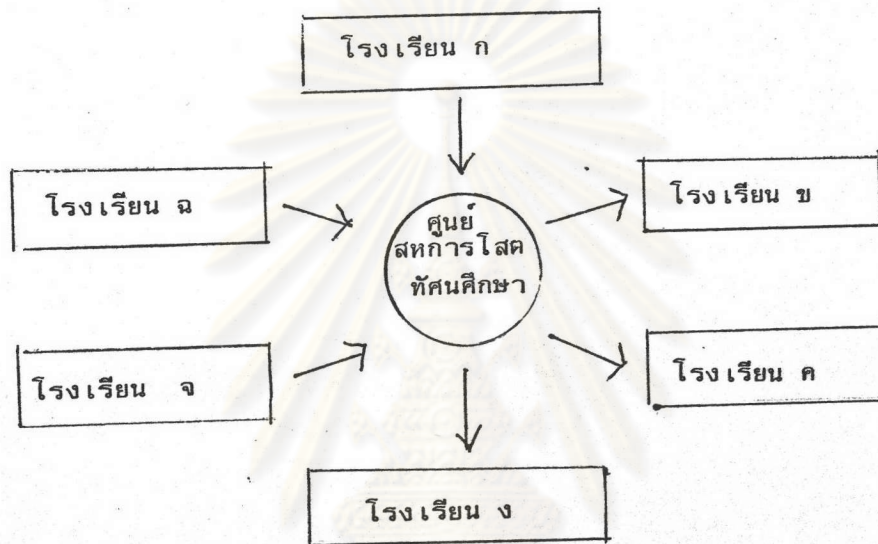 โรงเรียน ก
โรงเรียน ฉ
โรงเรียน ข
ศูนย์
สหการโสต
ทัศนศึกษา
โรงเรียน จ
โรงเรียน ค
โรงเรียน ง